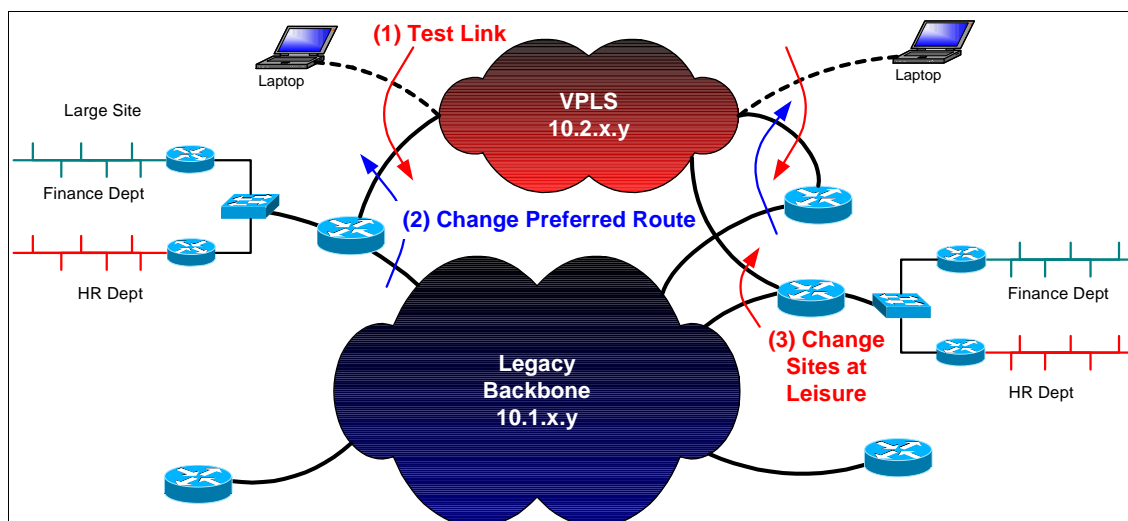 (1) Test Link
Laptop
Laptop
VPLS
10.2.x.y
Large Site
Finance Dept
(2) Change Preferred Route
HR Dept
Finance Dept
(3) Change
Sites at
Leisure
HR Dept
Legacy
Backbone
10.1.x.y